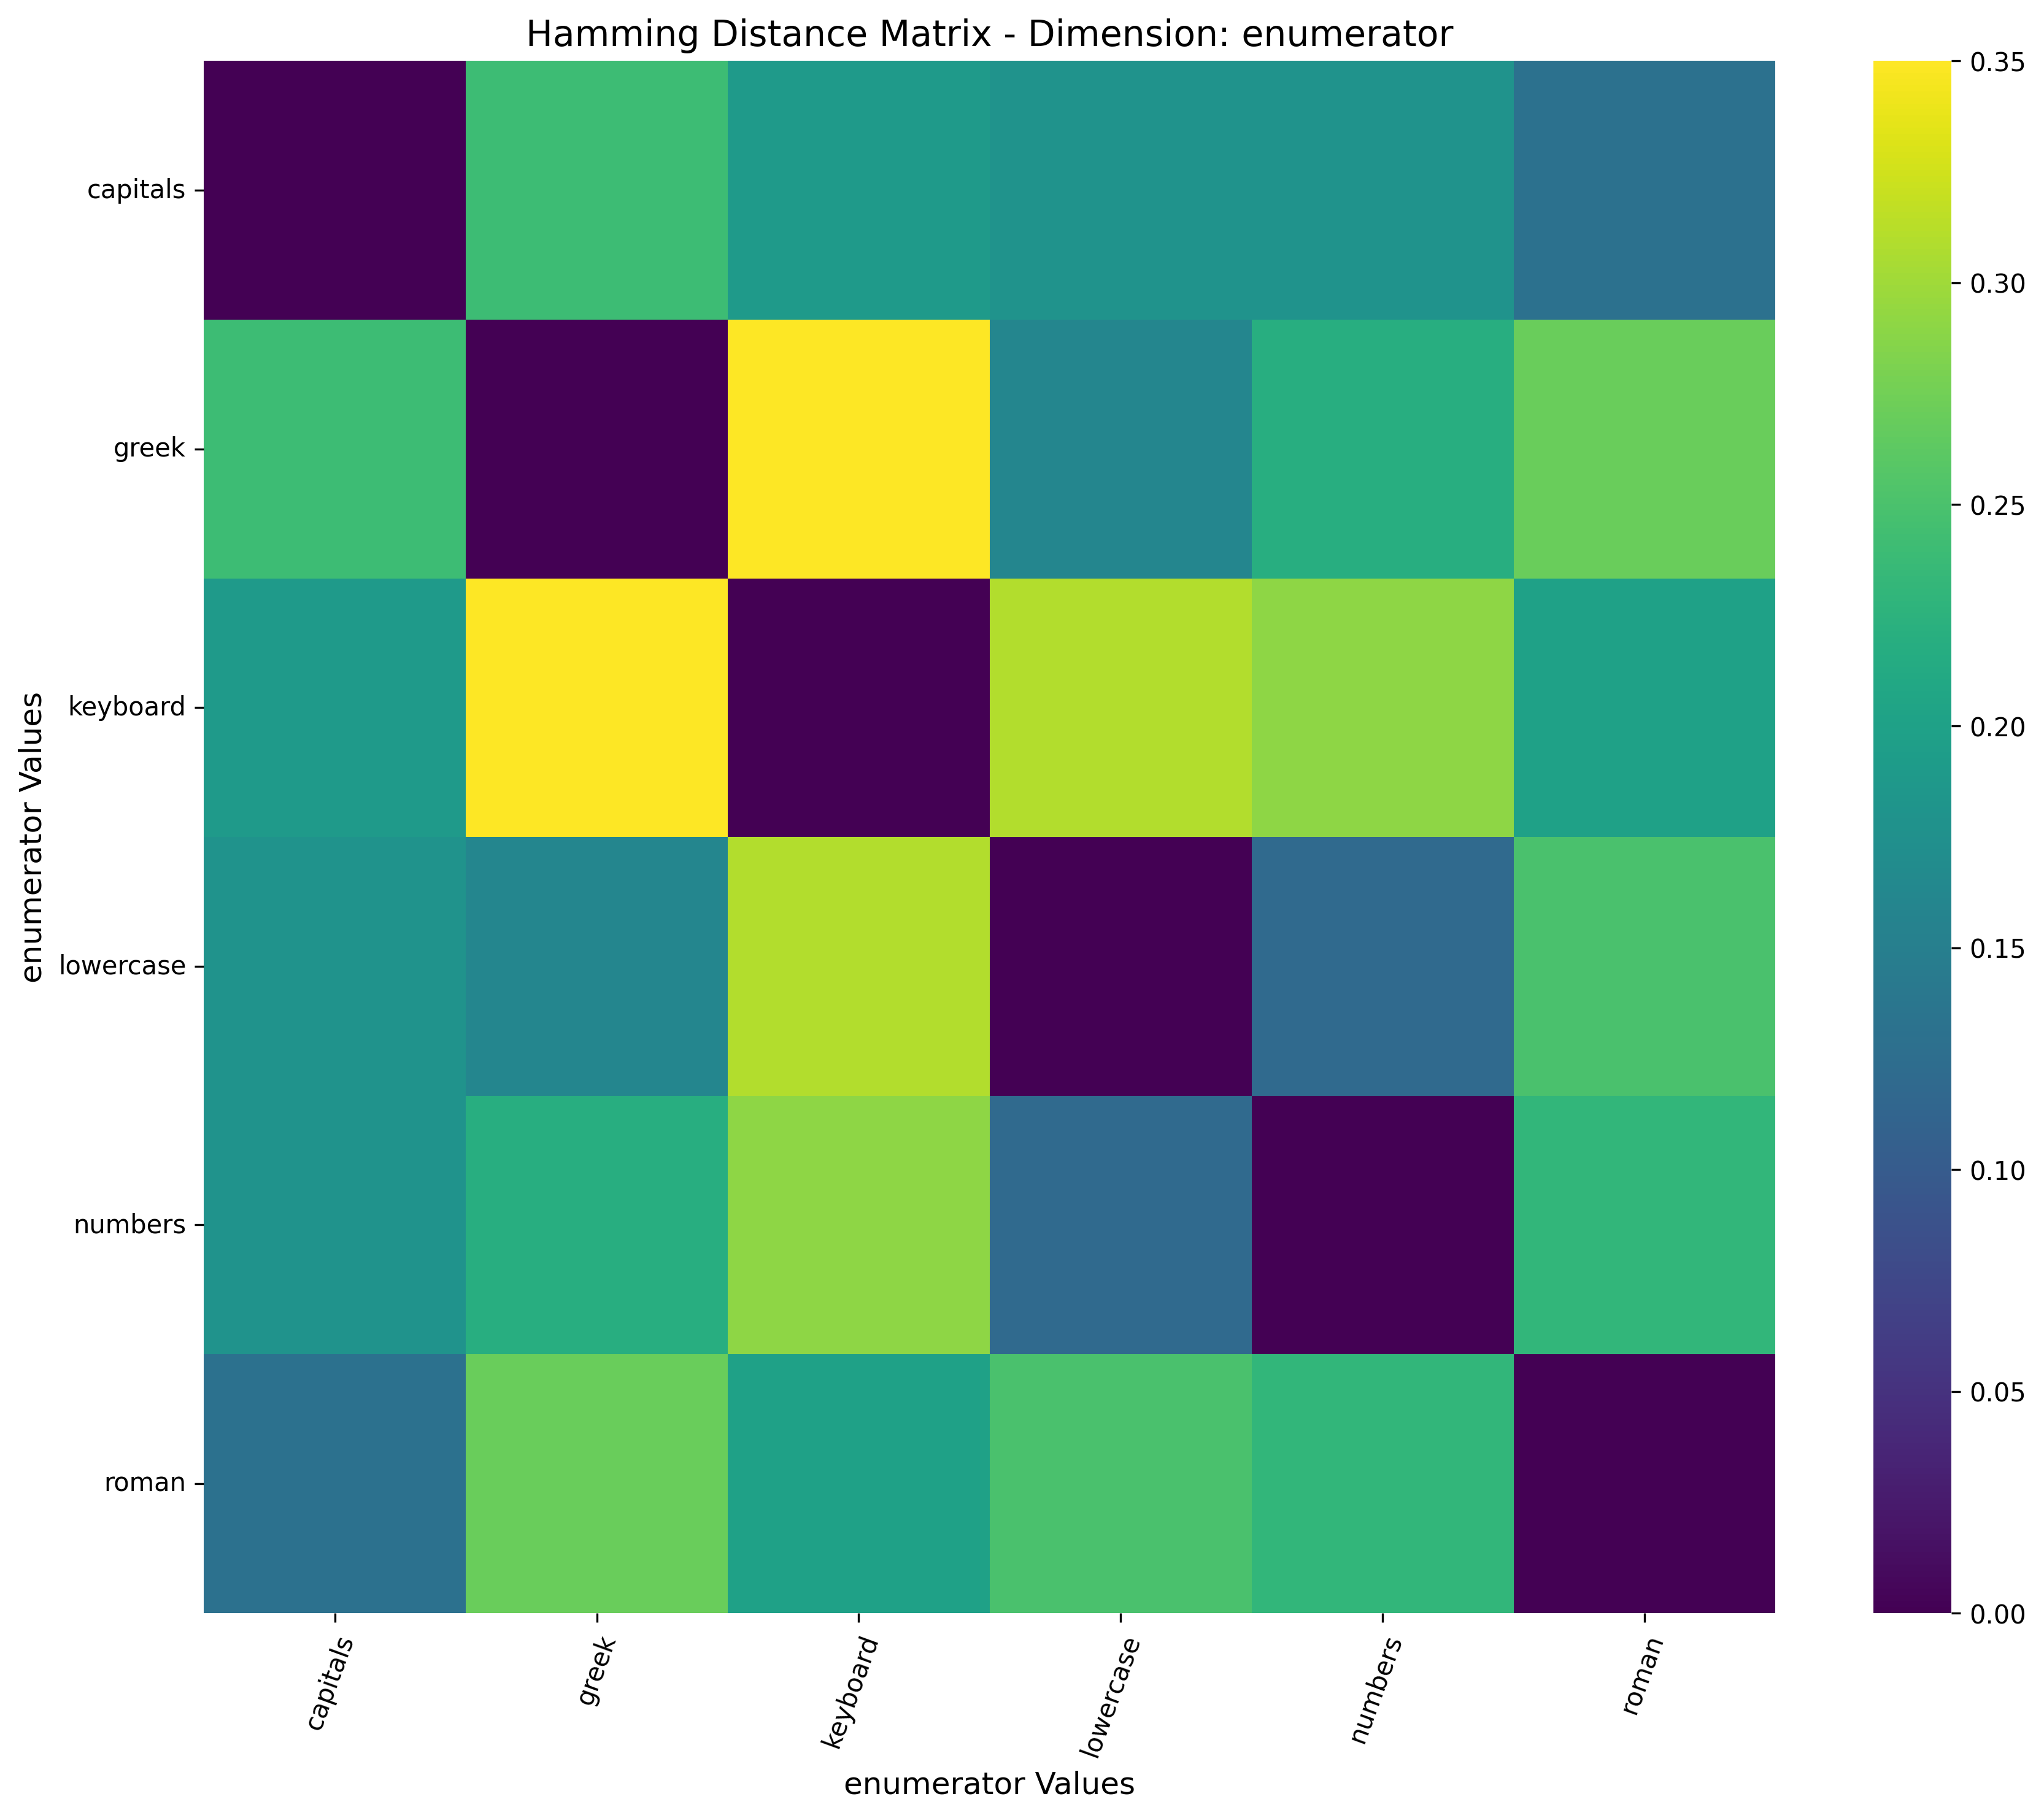 Hamming Distance Matrix - Dimension: enumerator
enumerator Values
capitals
greek
keyboard
lowercase
numbers
roman
capitals
greek
keyboard
lowercase
numbers
roman
enumerator Values
0.35
0.30
0.25
0.20
0.15
0.10
0.05
0.00